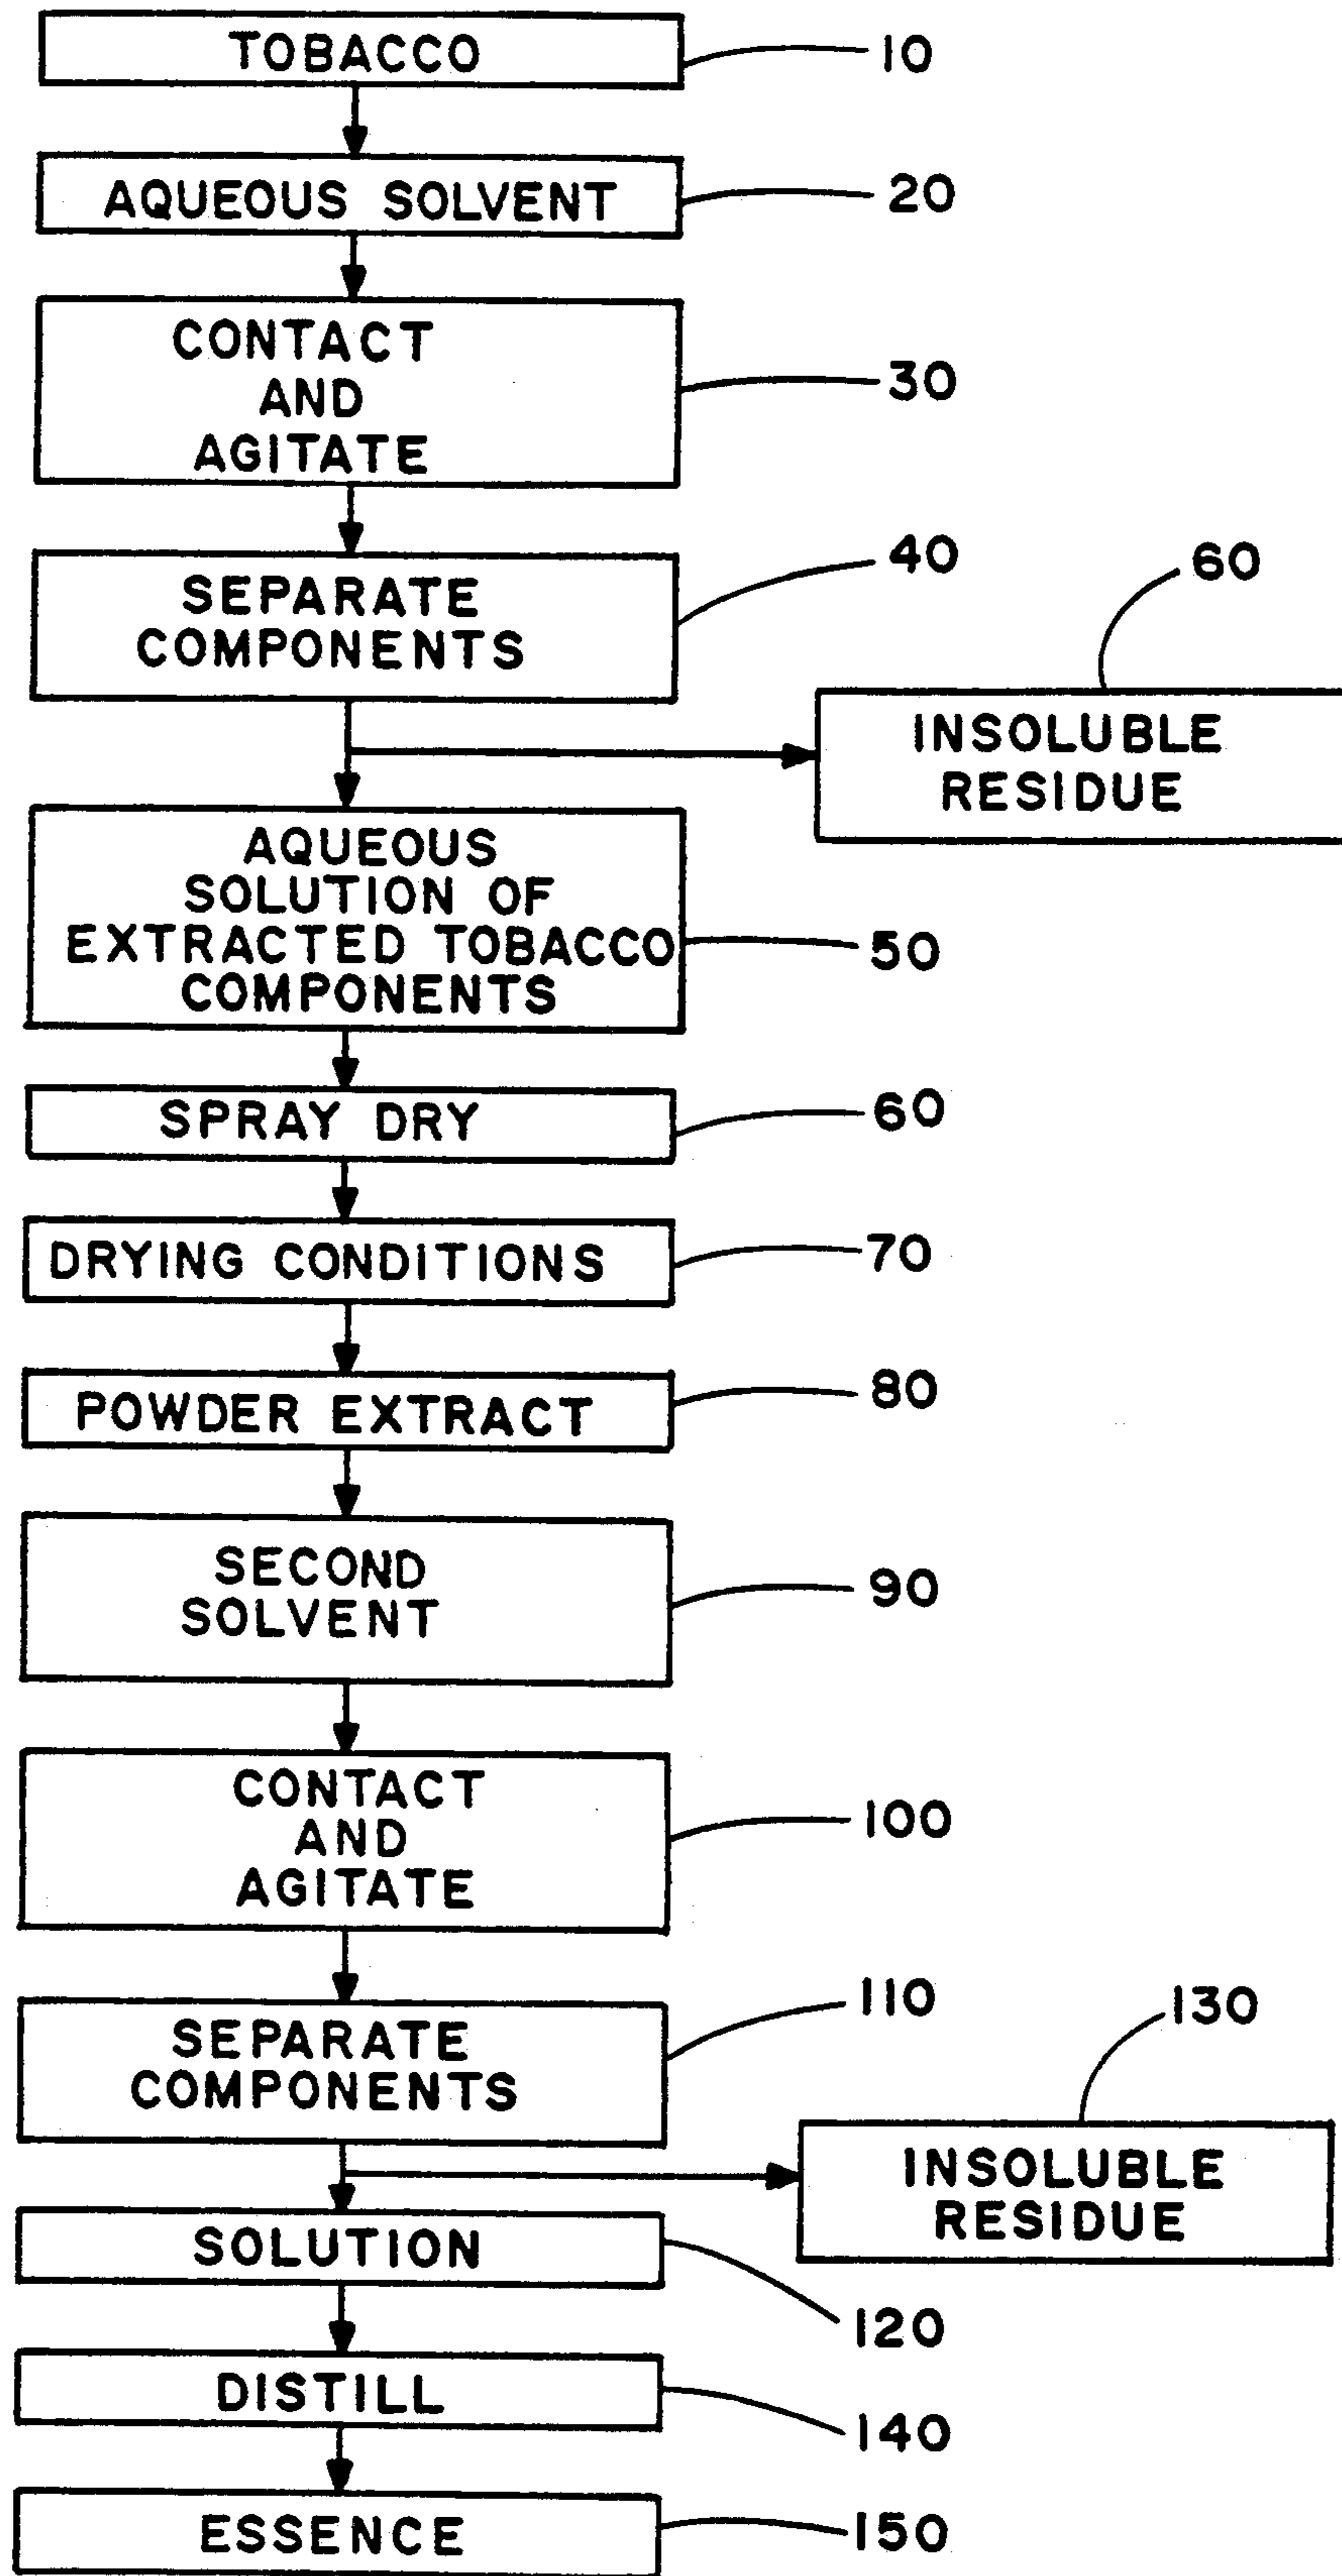 TOBACCO
10
AQUEOUS SOLVENT
20
CONTACT
AND
AGITATE
30
SEPARATE
COMPONENTS
40
60
INSOLUBLE
RESIDUE
AQUEOUS
SOLUTION OF
EXTRACTED TOBACCO
COMPONENTS
50
SPRAY DRY
60
DRYING CONDITIONS
70
POWDER EXTRACT
80
SECOND
SOLVENT
90
CONTACT
AND
AGITATE
100
SEPARATE
COMPONENTS
110
130
INSOLUBLE
RESIDUE
SOLUTION
120
DISTILL
140
ESSENCE
150